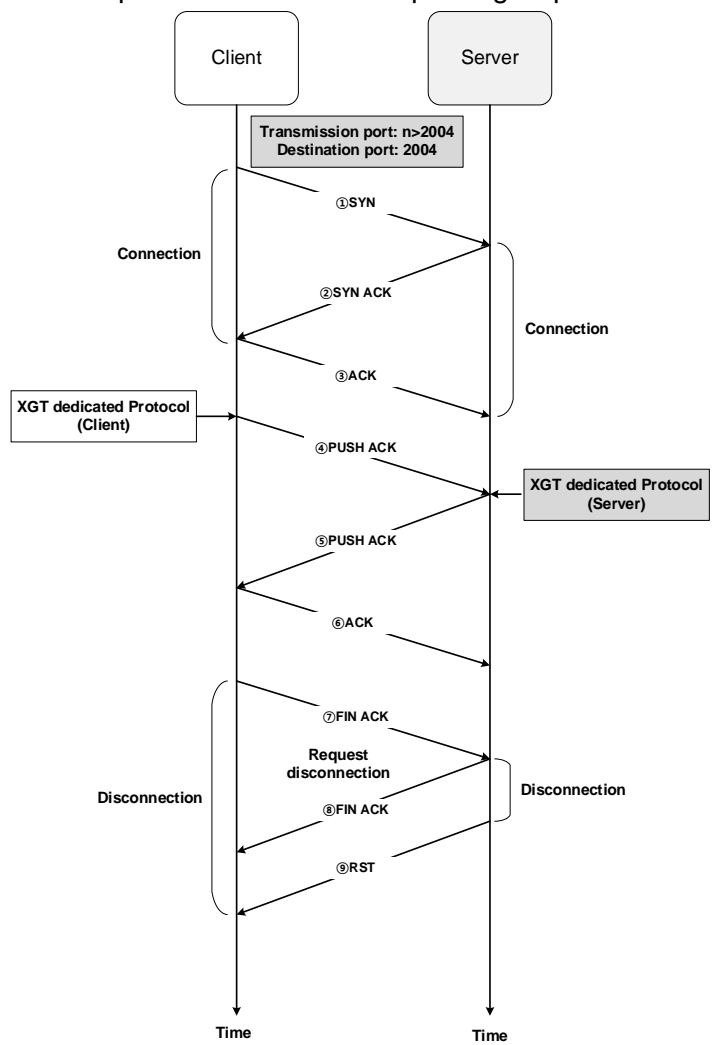 Client
Server
Transmission port: n>2004
Destination port: 2004
①SYN
Connection
②SYN ACK
Connection
③ACK
XGT dedicated Protocol
(Client)
④PUSH ACK
XGT dedicated Protocol
(Server)
⑤PUSH ACK
⑥ACK
⑦FIN ACK
Request
disconnection
Disconnection
Disconnection
⑧FIN ACK
⑨RST
Time
Time